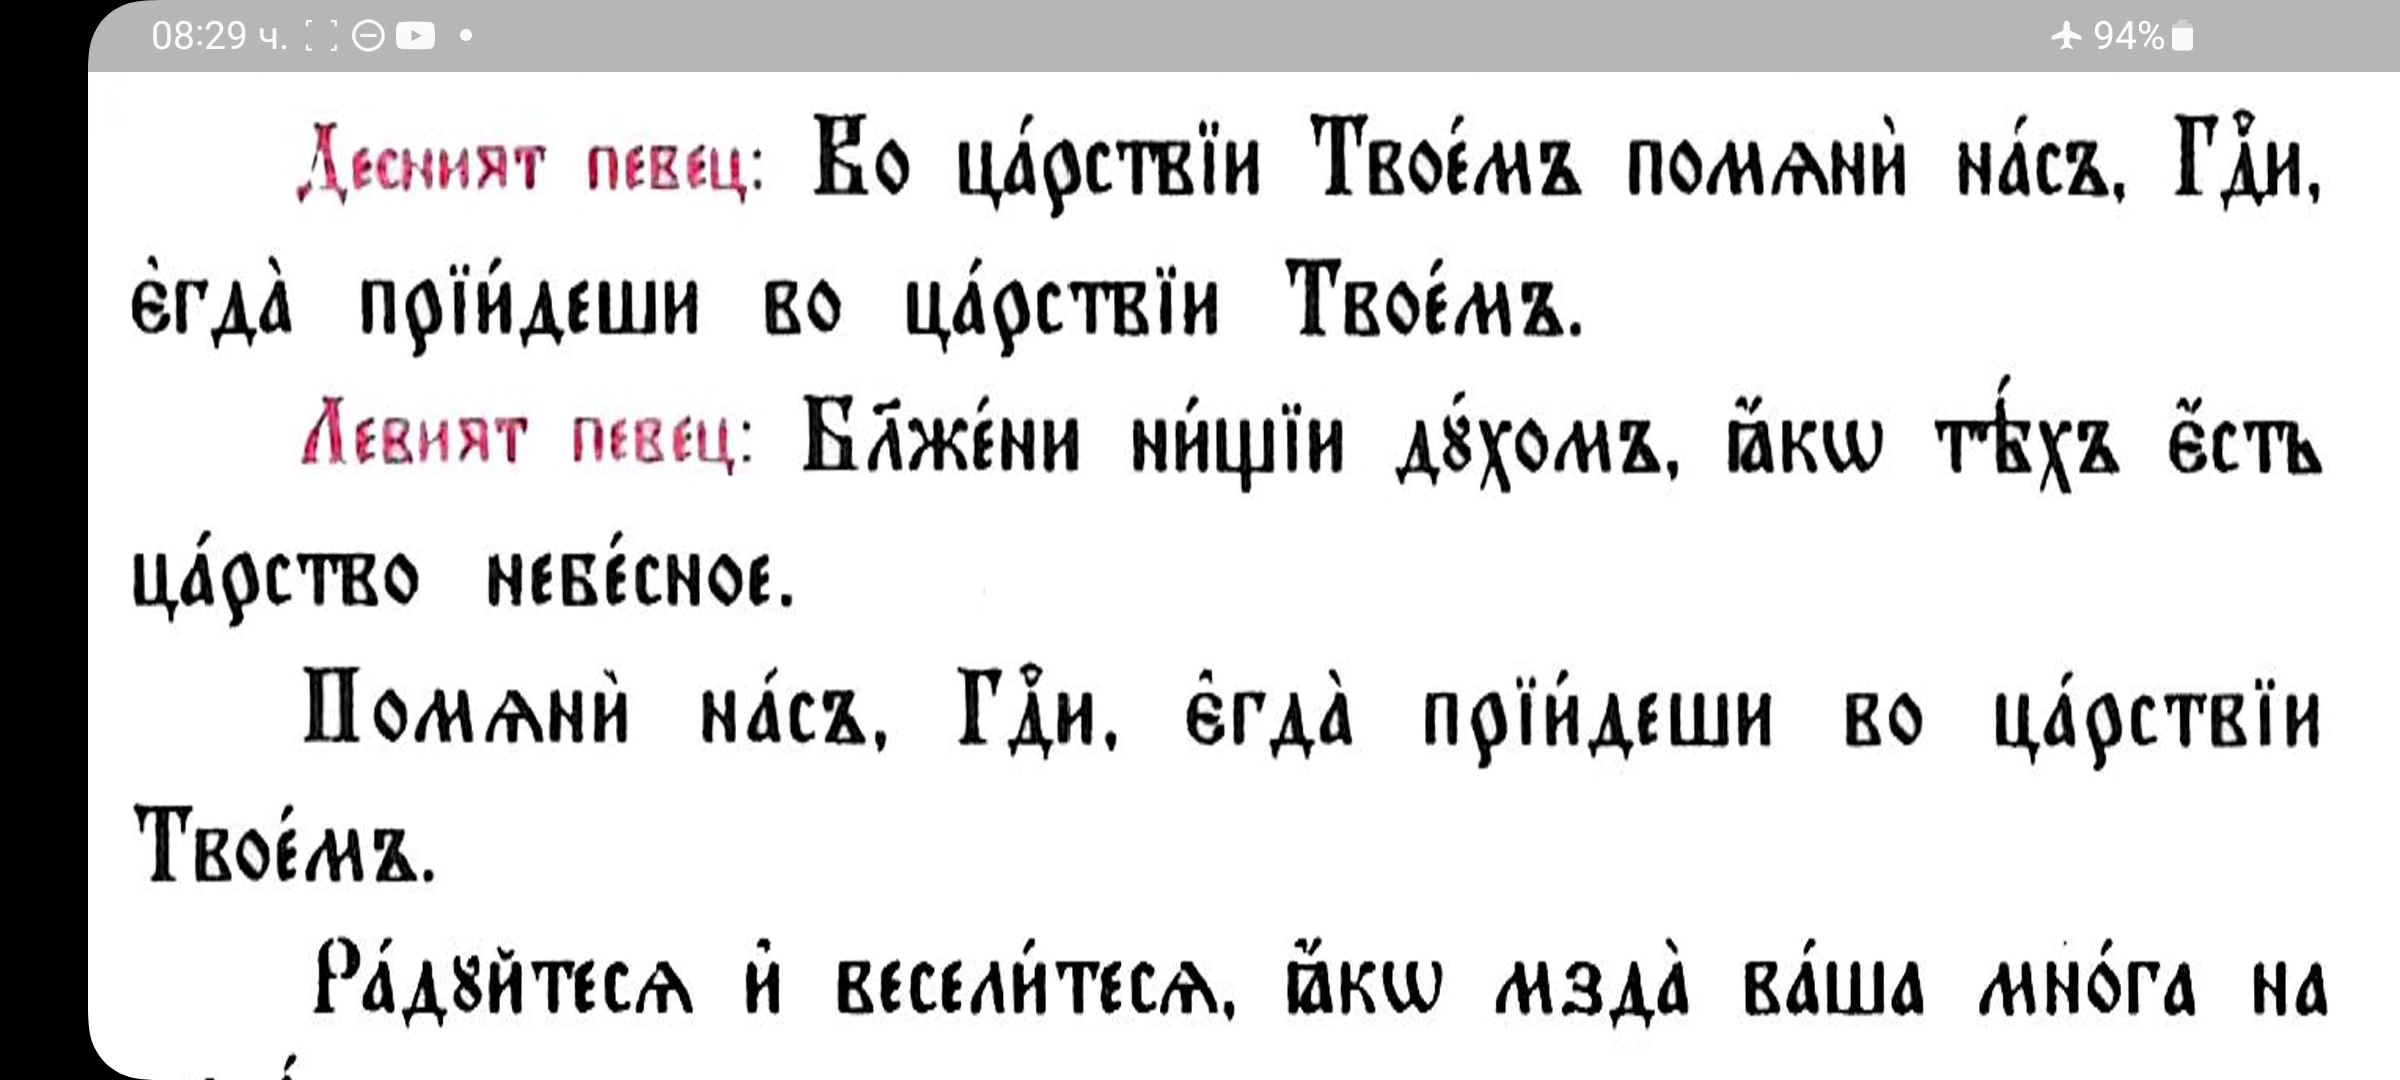 08:29 ч. 94%
Десният певец: Во ца́рствїи Твое́мъ помѧнѝ на́съ, Гдⷭ҇и,
є҆гда̀ прїи́деши во ца́рствїи Твое́мъ.
Левият певец: Бл҃же́ни ни́щїи дꙋ́хомъ, ꙗ҆́кѡ тѣ́хъ є҆́сть
ца́рство небе́сное.
Помѧнѝ на́съ, Гдⷭ҇и, є҆гда̀ прїи́деши во ца́рствїи
Твое́мъ.
Ра́дꙋйтесѧ и҆ весели́тесѧ, ꙗ҆́кѡ мзда̀ ва́ша мно́га на